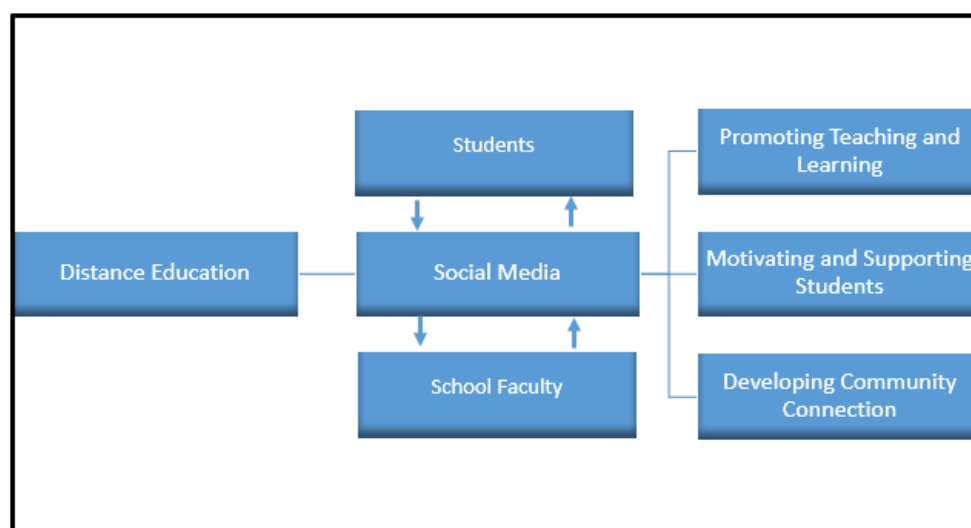 Students
Promoting Teaching and
Learning
Distance Education
Social Media
Motivating and Supporting
Students
School Faculty
Developing Community
Connection